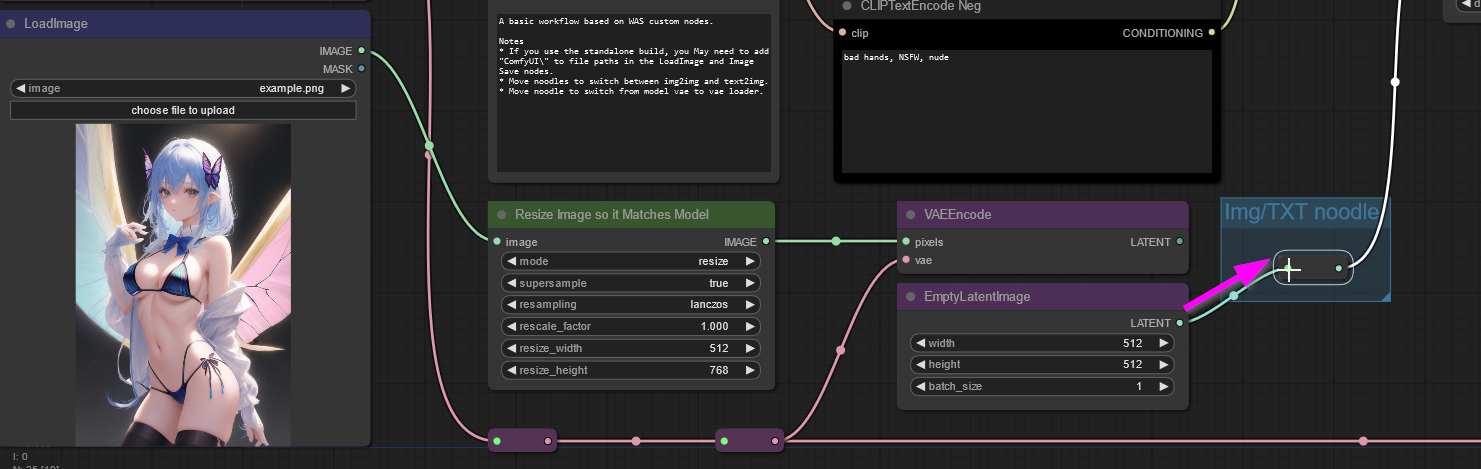 LoadImage
IMAGE
MASK
image example.png
choose file to upload
I: 0
A basic workflow based on WAS custom nodes.
Notes
* If you use the standalone build, you May need to add
"ComfyUI\" to file paths in the LoadImage and Image
Save nodes.
* Move noodles to switch between img2img and text2img.
* Move noodle to switch from model vae to vae loader.
CLIPTextEncode Neg
clip CONDITIONING
bad hands, NSFW, nude
Resize Image so it Matches Model
image IMAGE
mode resize
supersample true
resampling lanczos
rescale_factor 1.000
resize_width 512
resize_height 768
VAEEncode
pixels LATENT
vae
EmptyLatentImage
LATENT
width 512
height 512
batch_size 1
Img/TXT noodle